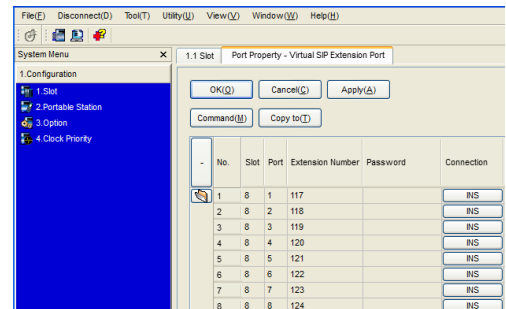 File(F) Disconnect(D) Tool(T) Utility(U) View(V) Window(W) Help(H)
System Menu X
1.1 Slot Port Property - Virtual SIP Extension Port
1.Configuration
1.Slot
2.Portable Station
3.Option
4.Clock Priority
OK(O) Cancel(C) Apply(A)
Command(M) Copy to(T)
- No. Slot Port Extension Number Password Connection
1 8 1 117 INS
2 8 2 118 INS
3 8 3 119 INS
4 8 4 120 INS
5 8 5 121 INS
6 8 6 122 INS
7 8 7 123 INS
8 8 8 124 INS